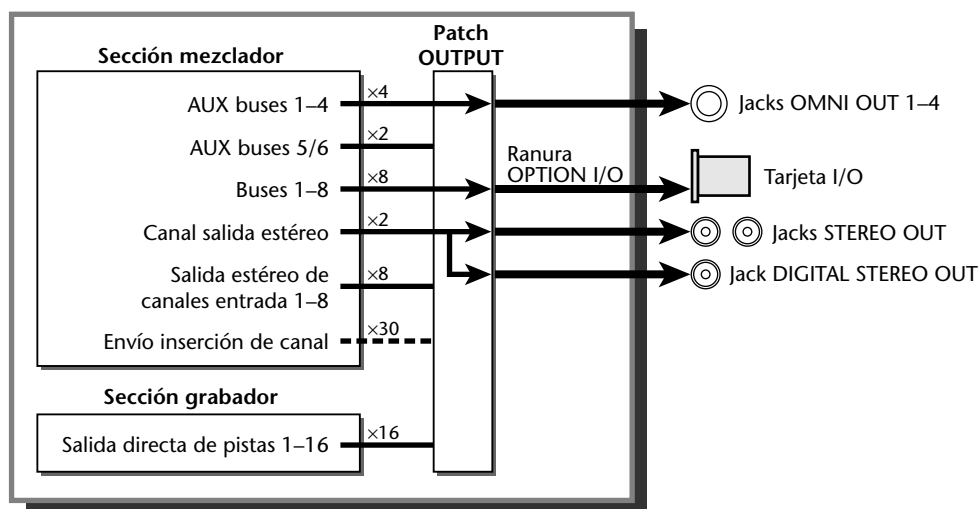 Patch
OUTPUT
Sección mezclador
AUX buses 1–4
×4
Jacks OMNI OUT 1–4
AUX buses 5/6
×2
Ranura
OPTION I/O
Buses 1–8
×8
Tarjeta I/O
Canal salida estéreo
×2
Jacks STEREO OUT
Salida estéreo de
canales entrada 1–8
×8
Jack DIGITAL STEREO OUT
Envío inserción de canal
×30
Sección grabador
Salida directa de pistas 1–16
×16